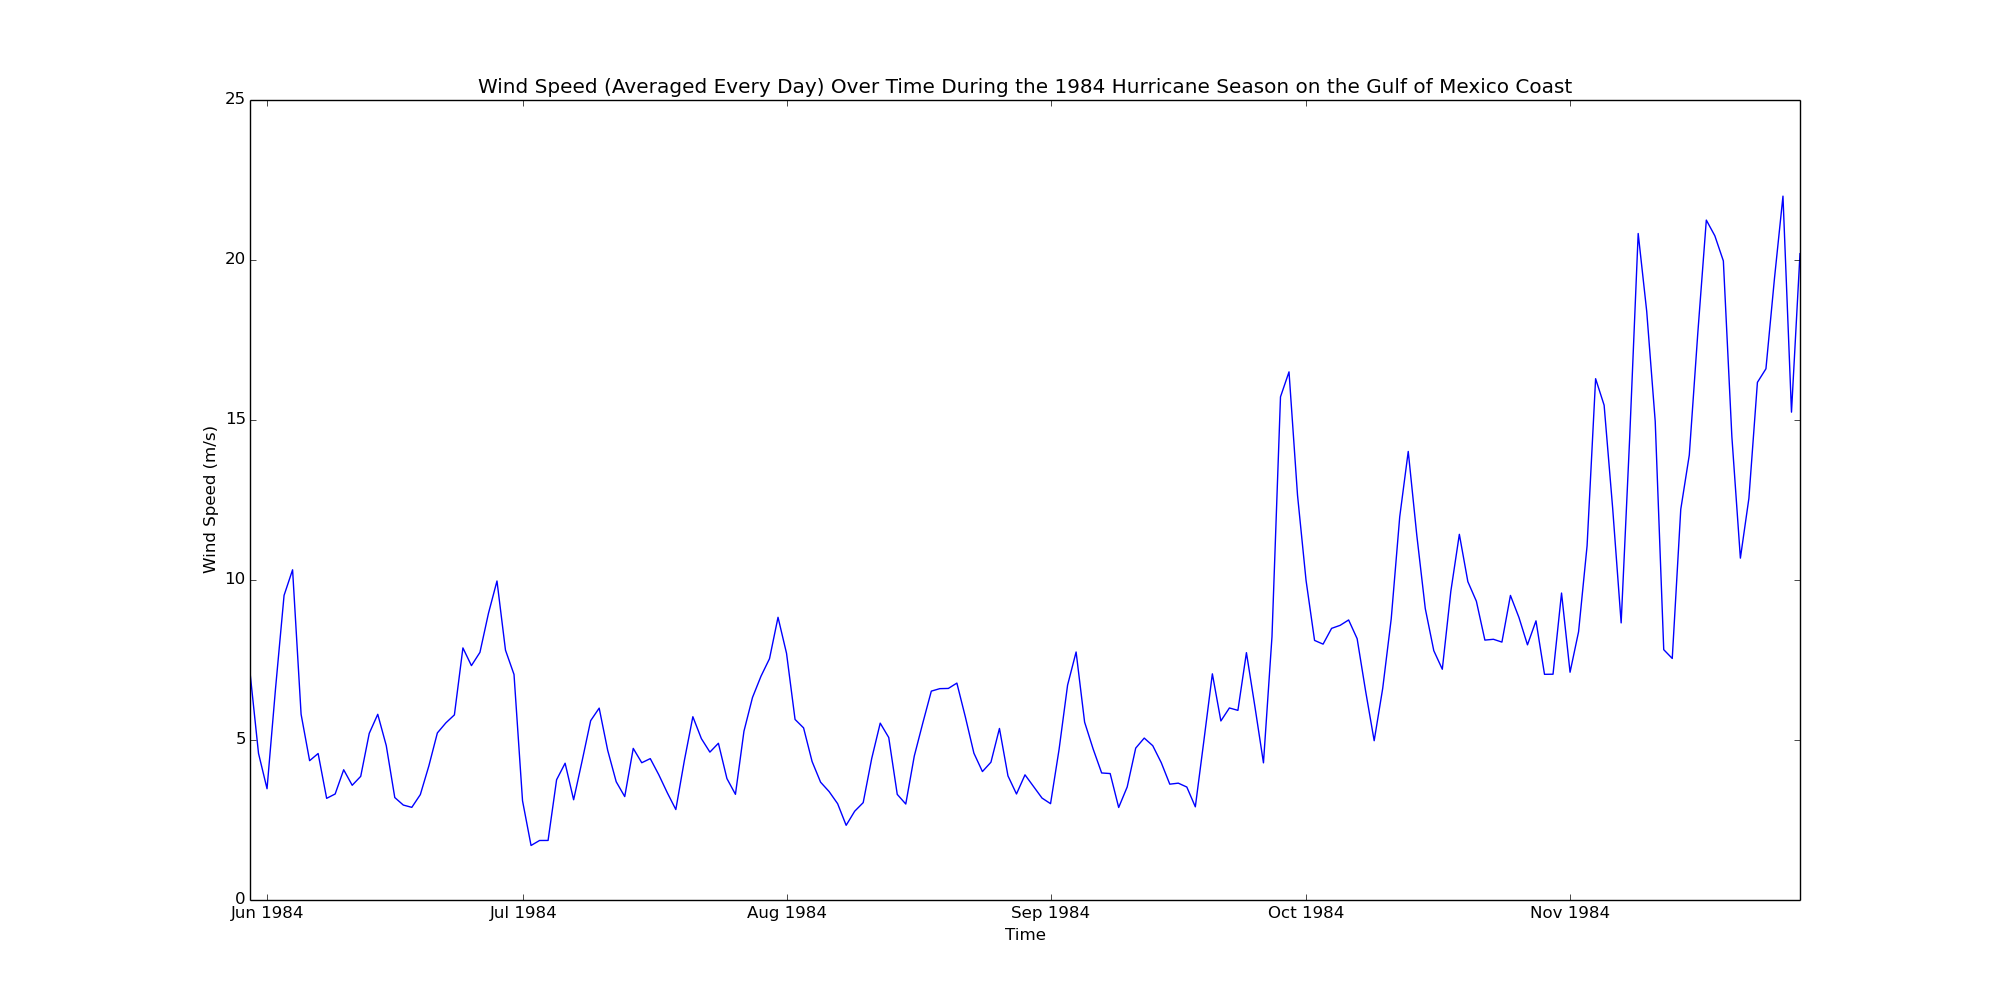 Wind Speed (Averaged Every Day) Over Time During the 1984 Hurricane Season on the Gulf of Mexico Coast
25
20
15
10
5
0
Wind Speed (m/s)
Jun 1984 Jul 1984 Aug 1984 Sep 1984 Oct 1984 Nov 1984
Time